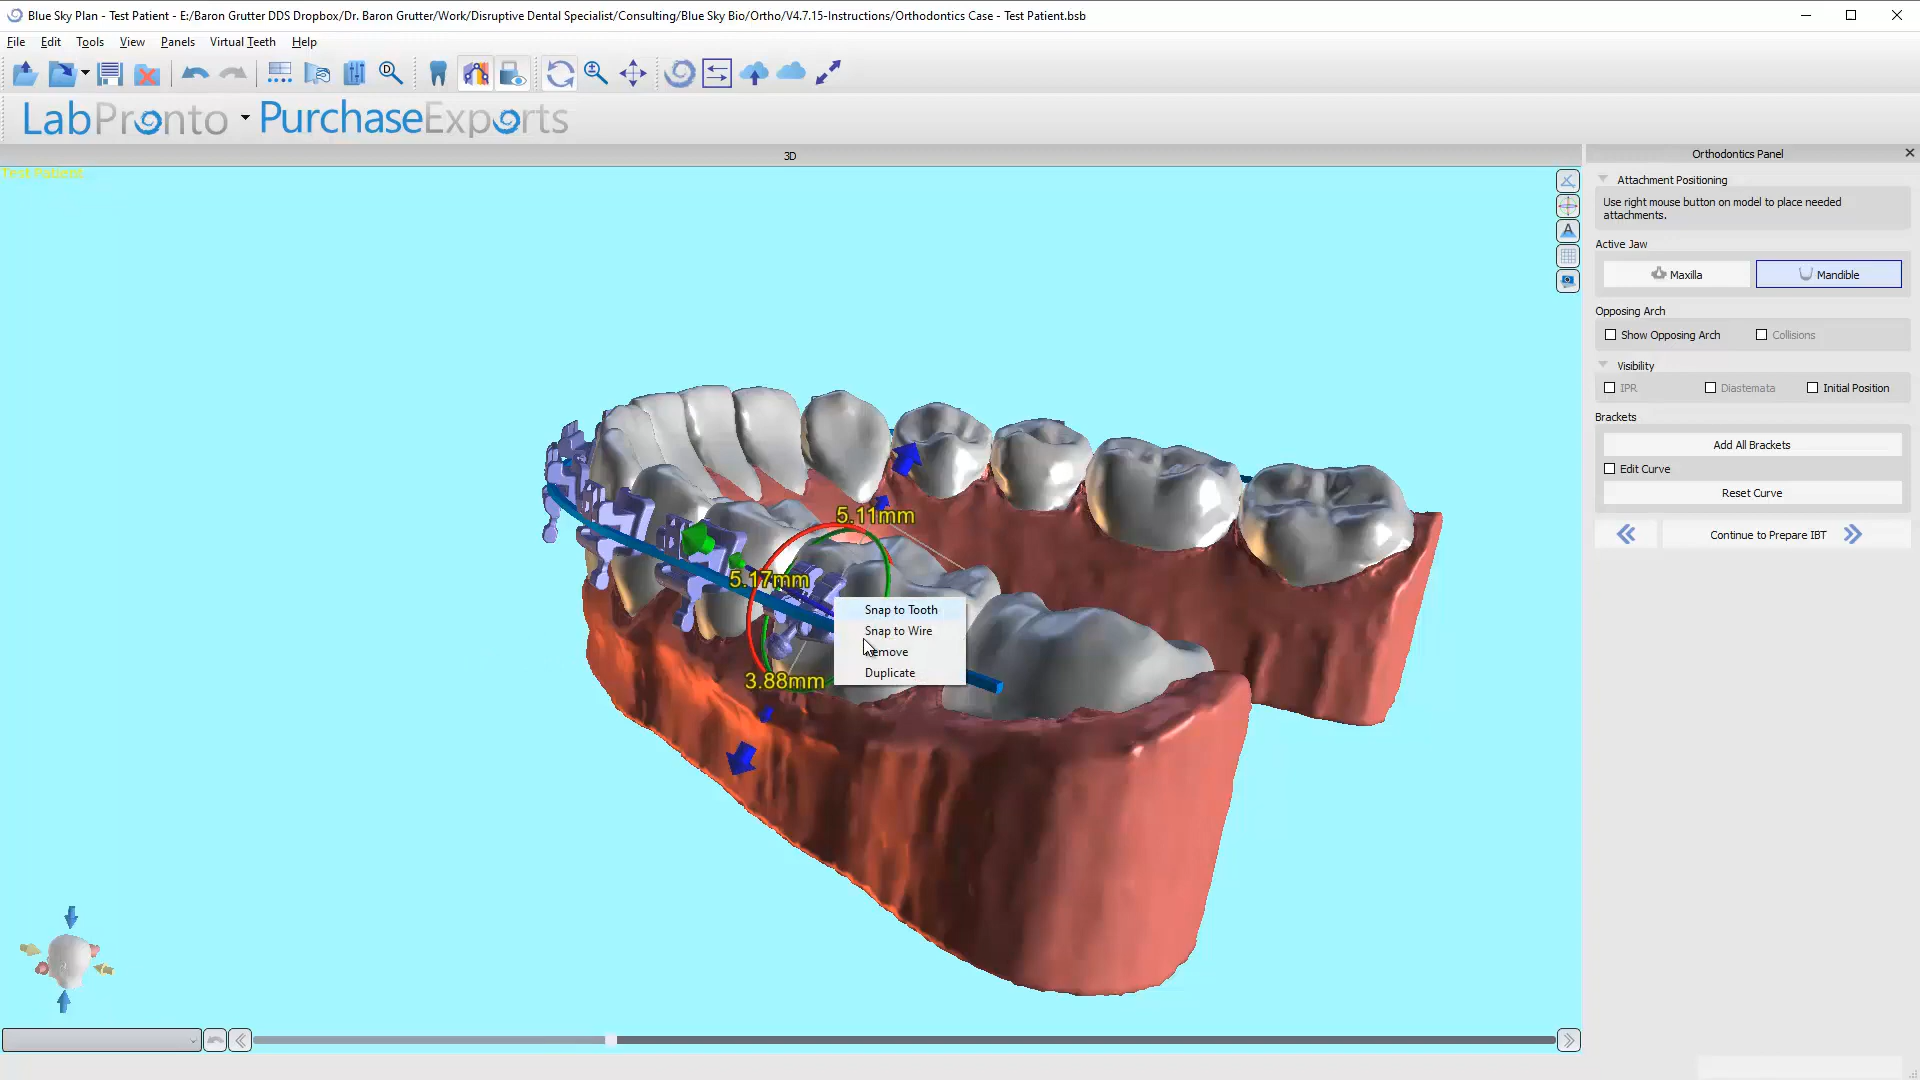 Blue Sky Plan - Test Patient - E:/Baron Grutter DDS Dropbox/Dr. Baron Grutter/Work/Disruptive Dental Specialist/Consulting/Blue Sky Bio/Ortho/V4.7.15-Instructions/Orthodontics Case - Test Patient.bsb
File Edit Tools View Panels Virtual Teeth Help
LabPronto PurchaseExports
3D
Test Patient
5.11mm
5.17mm
3.88mm
Snap to Tooth
Snap to Wire
Remove
Duplicate
Orthodontics Panel
Attachment Positioning
Use right mouse button on model to place needed
attachments.
Active Jaw
Maxilla Mandible
Opposing Arch
Show Opposing Arch Collisions
Visibility
IPR Diastemata Initial Position
Brackets
Add All Brackets
Edit Curve
Reset Curve
Continue to Prepare IBT